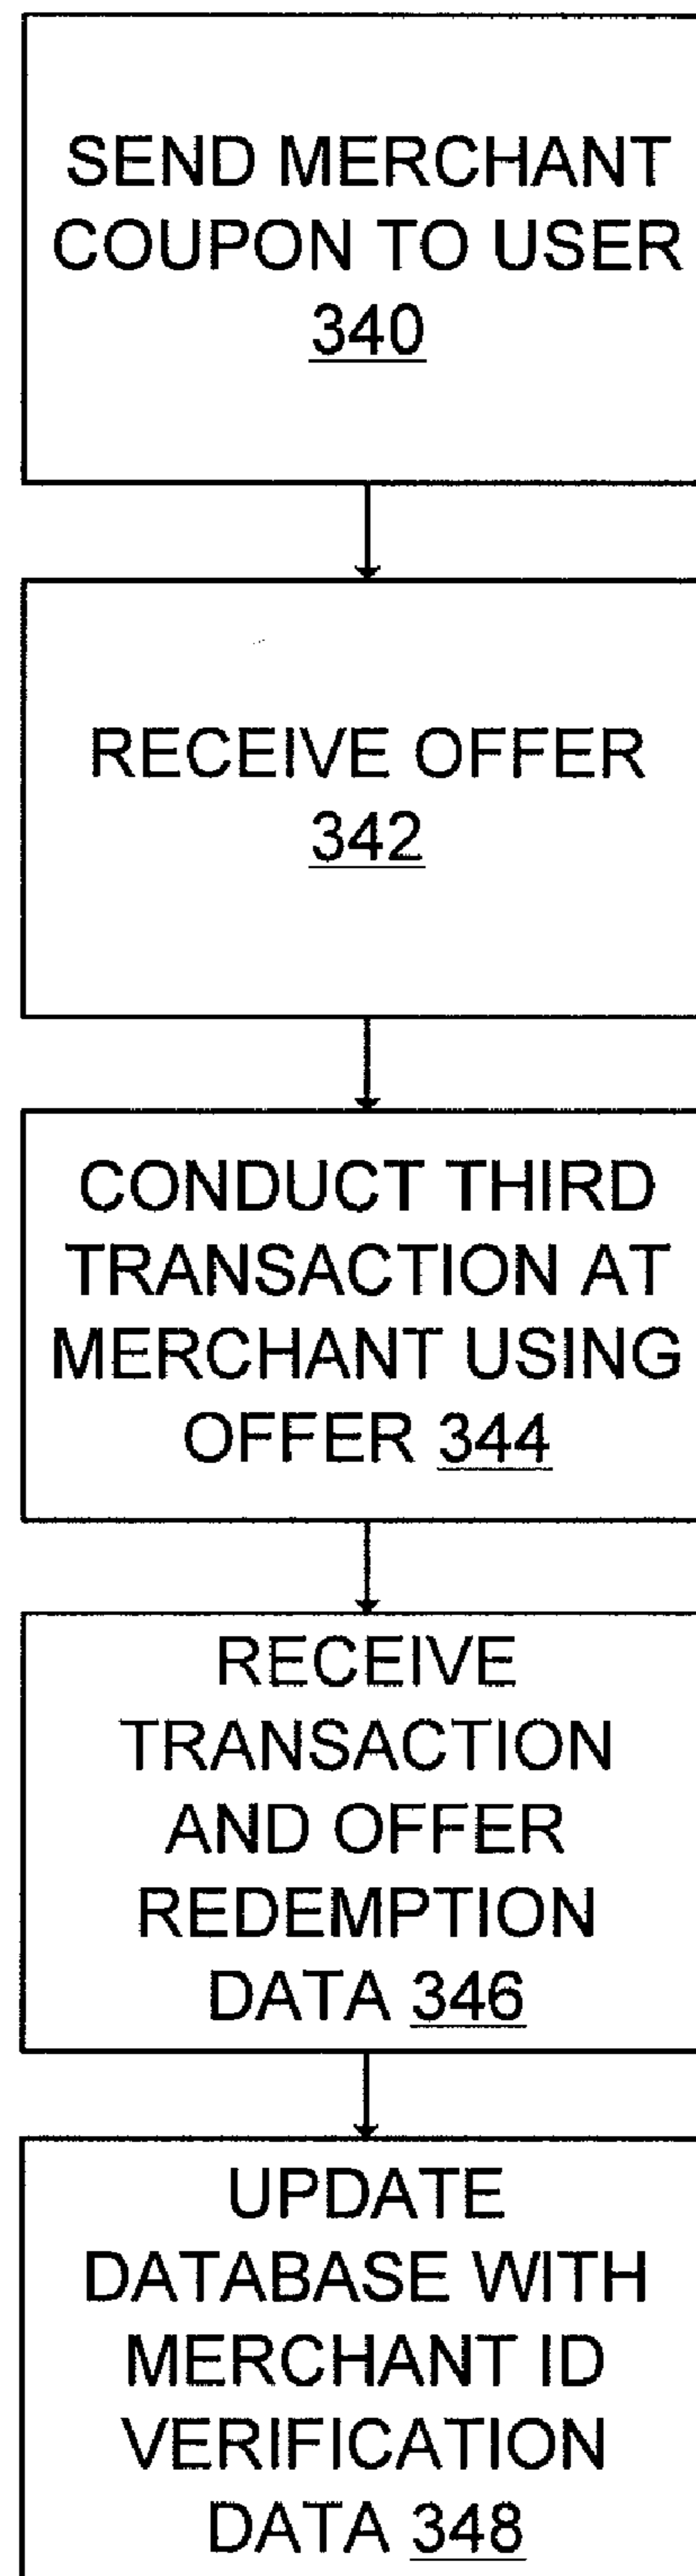 SEND MERCHANT
COUPON TO USER
340
RECEIVE OFFER
342
CONDUCT THIRD
TRANSACTION AT
MERCHANT USING
OFFER 344
RECEIVE
TRANSACTION
AND OFFER
REDEMPTION
DATA 346
UPDATE
DATABASE WITH
MERCHANT ID
VERIFICATION
DATA 348